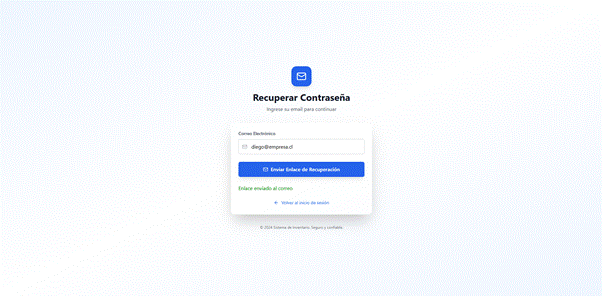 Recuperar Contraseña
Ingrese su email para continuar
Correo Electrónico
diego@empresa.cl
Enviar Enlace de Recuperación
Enlace enviado al correo
Volver al inicio de sesión
© 2024 Sistema de Inventario. Seguro y confiable.